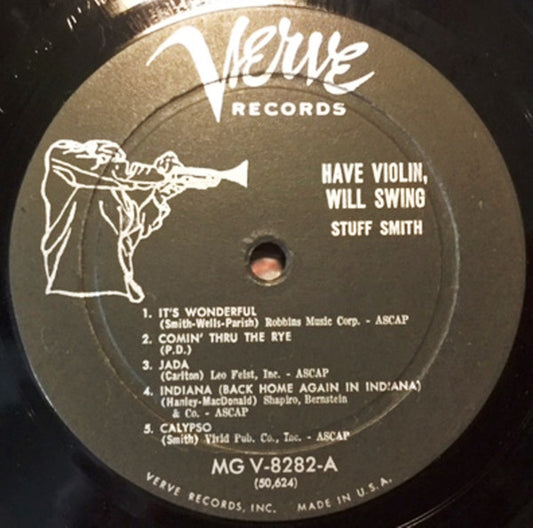 Verve
RECORDS
HAVE VIOLIN,
WILL SWING
STUFF SMITH
1. IT'S WONDERFUL
(Smith-Wells-Parish) Robbins Music Corp. - ASCAP
2. COMIN' THRU THE RYE
(P.D.)
3. JADA
(Carlton) Leo Feist, Inc. - ASCAP
4. INDIANA (BACK HOME AGAIN IN INDIANA)
(Hanley-MacDonald) Shapiro, Bernstein
& Co. - ASCAP
5. CALYPSO
(Smith) Vivid Pub. Co., Inc. - ASCAP
MG V-8282-A
(50,624)
VERVE RECORDS, INC. MADE IN U.S.A.